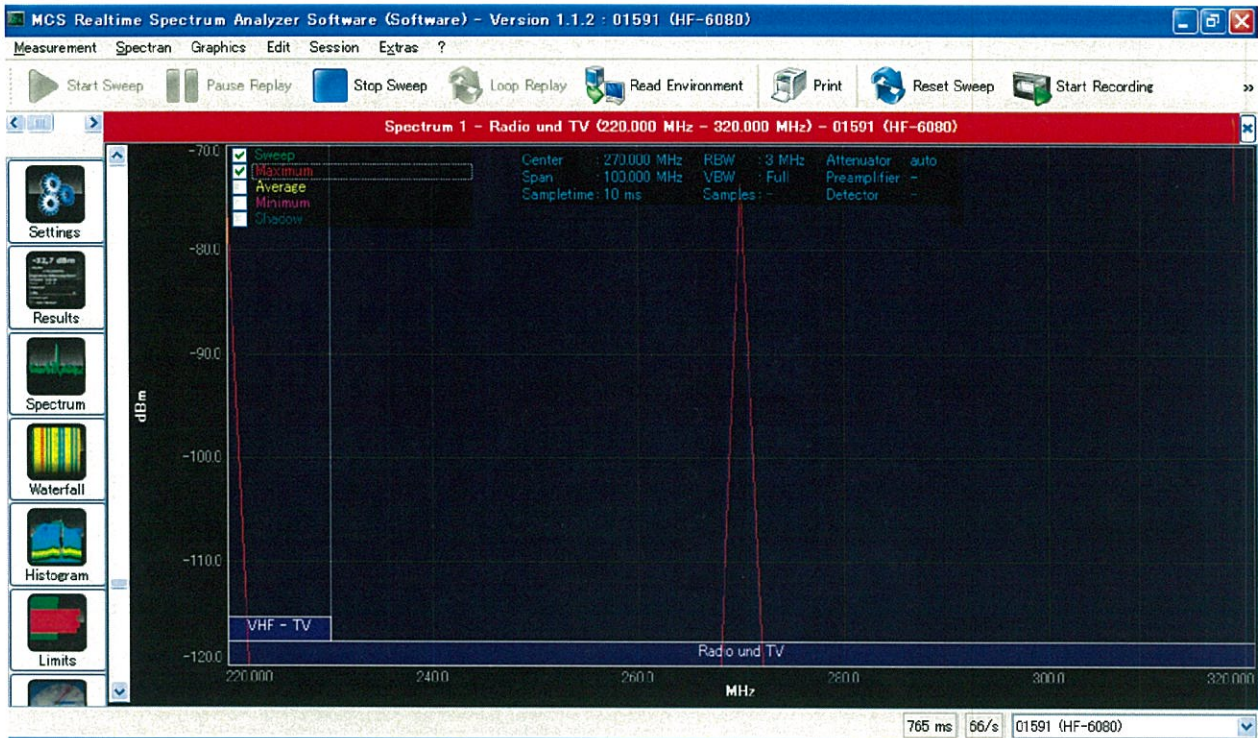 MCS Realtime Spectrum Analyzer Software (Software) - Version 1.1.2 : 01591 (HF-6080)
Measurement Spectran Graphics Edit Session Extras ?
Start Sweep Pause Replay Stop Sweep Loop Replay Read Environment Print Reset Sweep Start Recording »
Spectrum 1 - Radio und TV (220.000 MHz - 320.000 MHz) - 01591 (HF-6080)
Sweep
Maximum
Average
Minimum
Shadow
Center : 270.000 MHz RBW : 3 MHz Attenuator auto
Span : 100.000 MHz VBW : Full Preamplifier -
Sampletime : 10 ms Samples : - Detector -
Settings
-32,7 dBm
Results
Spectrum
Waterfall
Histogram
Limits
dBm
-70.0
-80.0
-90.0
-100.0
-110.0
-120.0
VHF - TV
Radio und TV
220.000 240.0 260.0 280.0 300.0 320.000
MHz
765 ms 66/s 01591 (HF-6080)